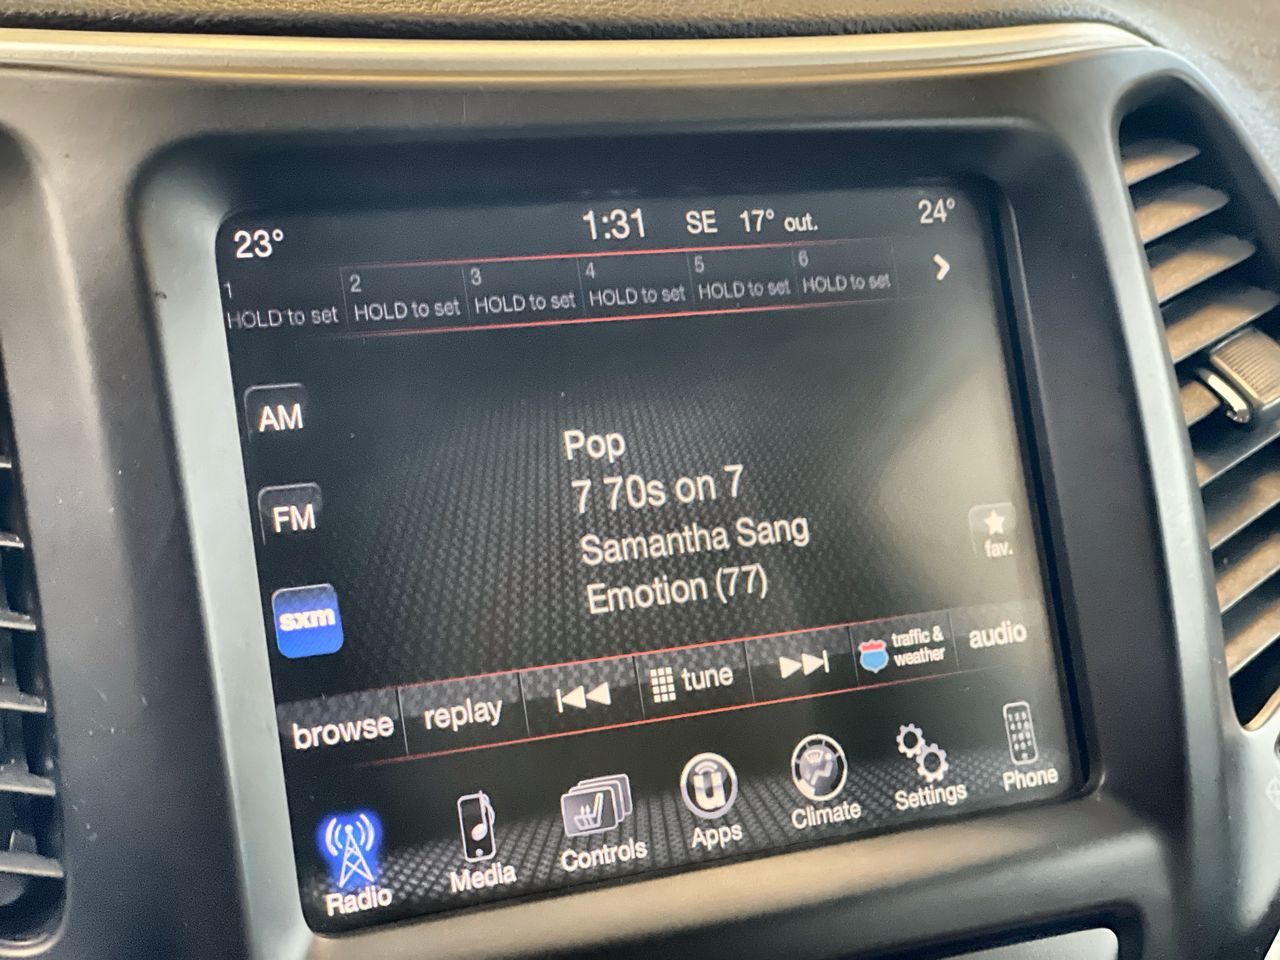 23° 1:31 SE 17° out. 24°
1 2 3 4 5 6
HOLD to set HOLD to set HOLD to set HOLD to set HOLD to set HOLD to set
AM
FM
sxm
Pop
7 70s on 7
Samantha Sang
Emotion (77)
fav.
browse replay tune traffic & weather audio
Radio Media Controls Apps Climate Settings Phone